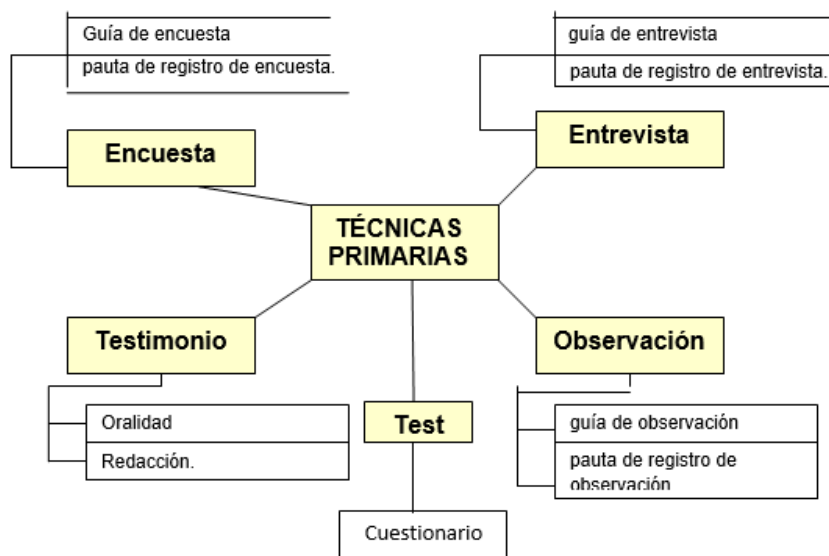 Guía de encuesta
pauta de registro de encuesta.
guía de entrevista
pauta de registro de entrevista.
Encuesta
Entrevista
TÉCNICAS
PRIMARIAS
Testimonio
Observación
Oralidad
Redacción.
Test
guía de observación
pauta de registro de
observación
Cuestionario